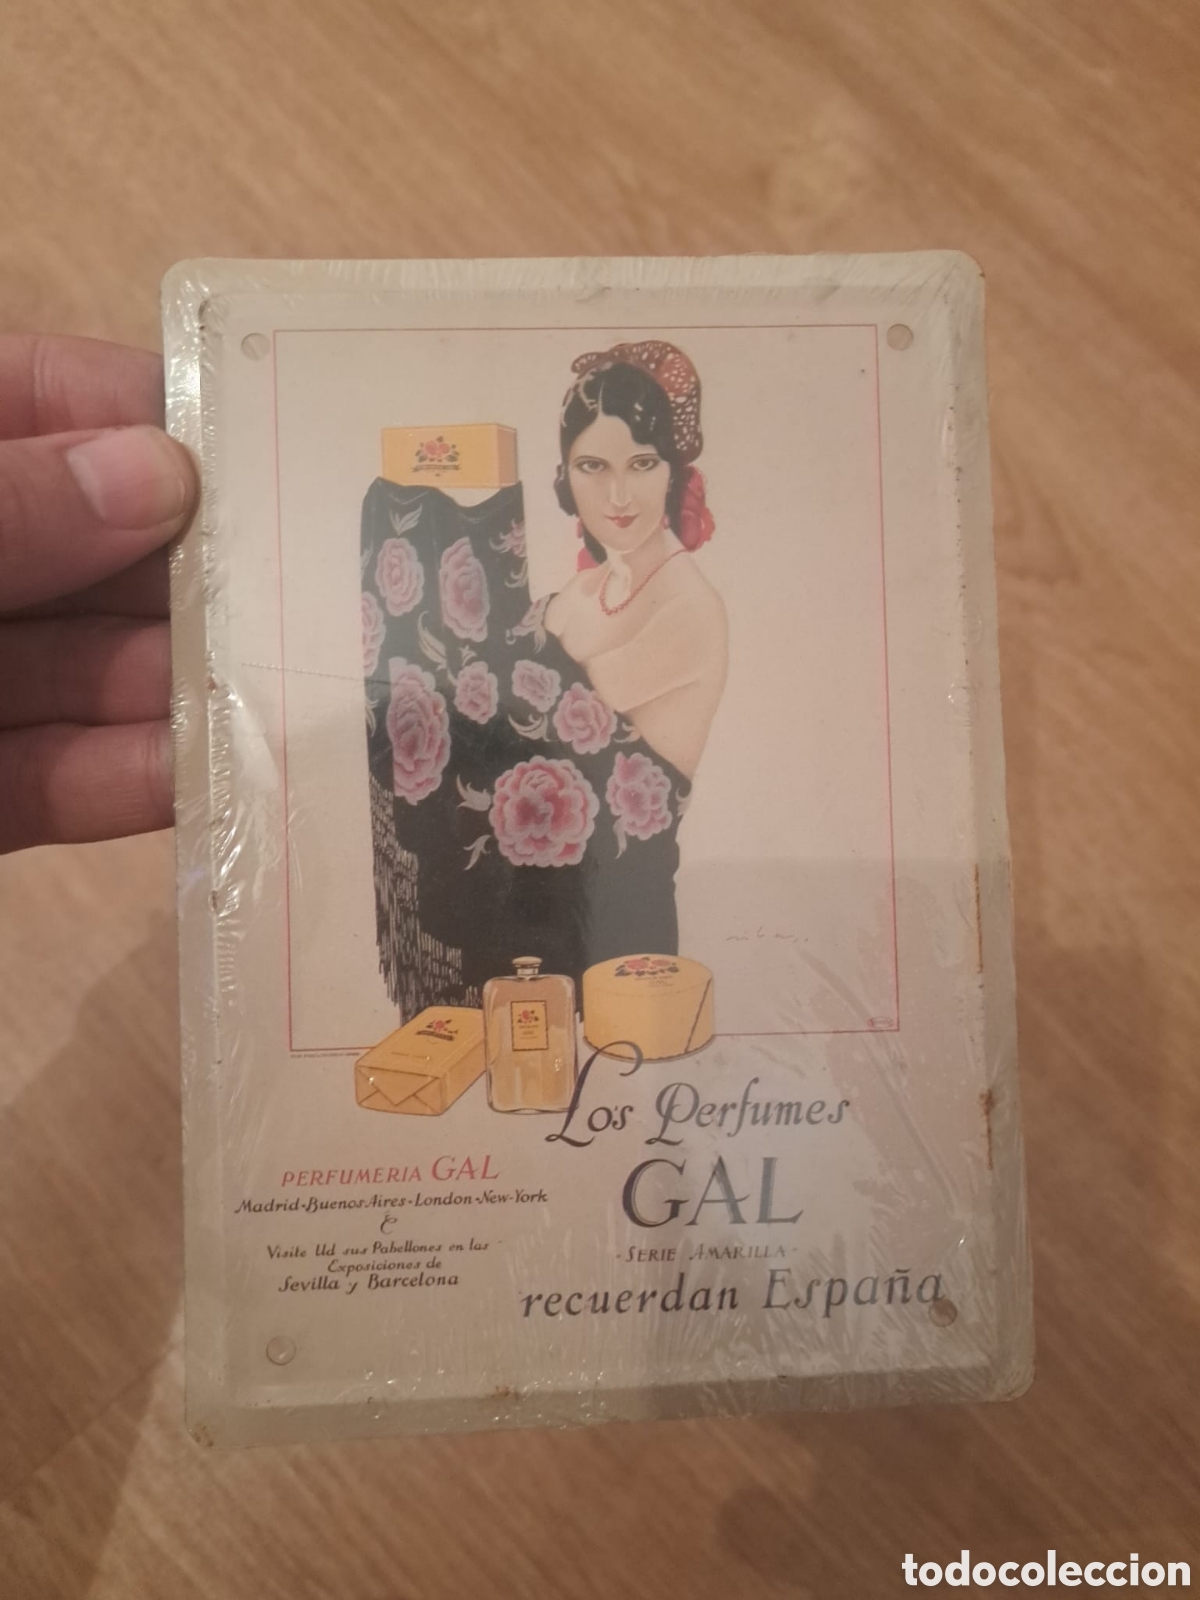 Los Perfumes
GAL
- SERIE AMARILLA -
recuerdan España
PERFUMERIA GAL
Madrid-Buenos Aires-London-New-York
&
Visite Ud sus Pabellones en las
Exposiciones de
Sevilla y Barcelona
todocoleccion